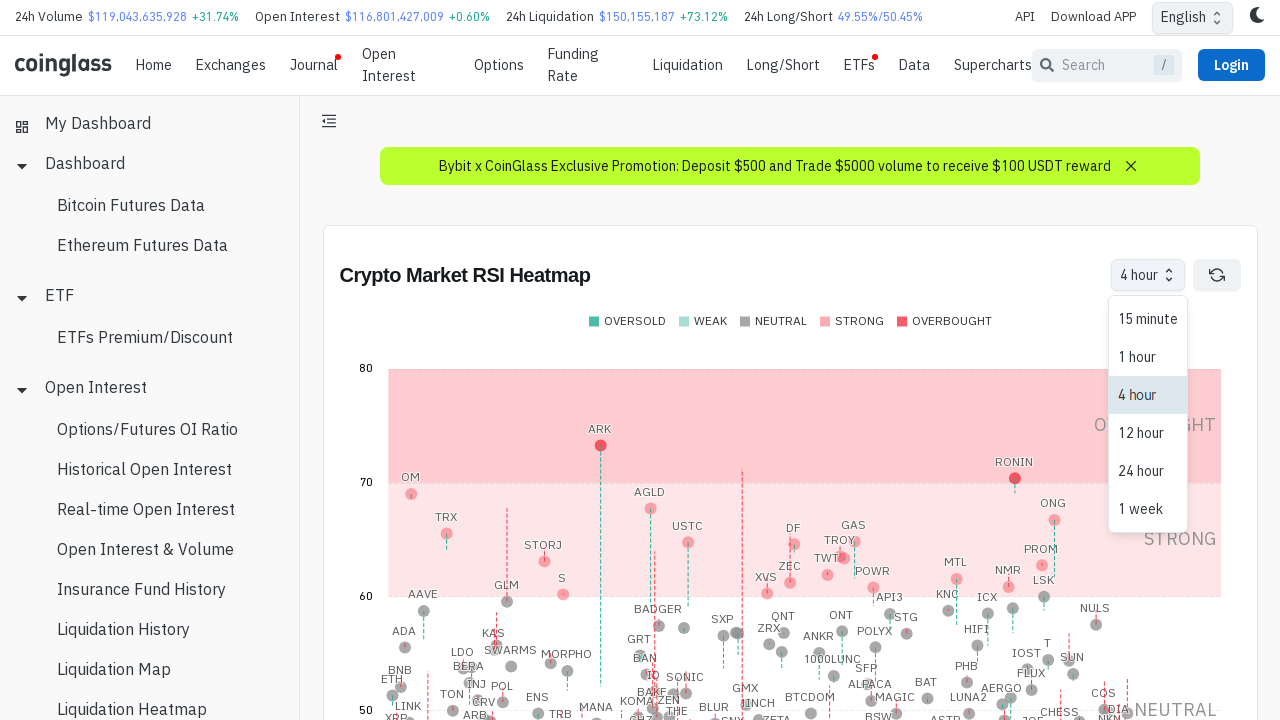 24h Volume $119,043,635,928 +31.74% Open Interest $116,801,427,009 +0.60% 24h Liquidation $150,155,187 +73.12% 24h Long/Short 49.55%/50.45% API Download APP English
coinglass Home Exchanges Journal Open Interest Options Funding Rate Liquidation Long/Short ETFs Data Supercharts Search / Login
My Dashboard
Dashboard
Bitcoin Futures Data
Ethereum Futures Data
ETF
ETFs Premium/Discount
Open Interest
Options/Futures OI Ratio
Historical Open Interest
Real-time Open Interest
Open Interest & Volume
Insurance Fund History
Liquidation History
Liquidation Map
Liquidation Heatmap
Bybit x CoinGlass Exclusive Promotion: Deposit $500 and Trade $5000 volume to receive $100 USDT reward
Crypto Market RSI Heatmap
4 hour
15 minute
1 hour
4 hour
12 hour
24 hour
1 week
OVERSOLD WEAK NEUTRAL STRONG OVERBOUGHT
80
ARK
RONIN
OM
70
AGLD
ONG
TRX
USTC
DF
GAS
STRONG
STORJ
TROY
PROM
TWT
MTL
S
ZEC
POWR
NMR
XVS
LSK
GLM
60
AAVE
API3
KNC
ICX
BADGER
NULS
SXP
QNT
ONT
STG
ADA
KAS
ZRX
ANKR
POLYX
HIFI
GRT
T
LDO
SWARMS
MORPHO
BAN
1000LUNC
IOST
SUN
BNB
BERA
SFP
PHB
ETH
INJ
POL
IO
SONIC
ALPACA
BAT
FLUX
TON
CRV
ENS
BAKE
GMX
BTCDOM
MAGIC
LUNA2
AERGO
COS
LINK
ARB
TRB
MANA
KOMA
ZEN
BLUR
THE
1INCH
BSW
CHESS
NEUTRAL
50